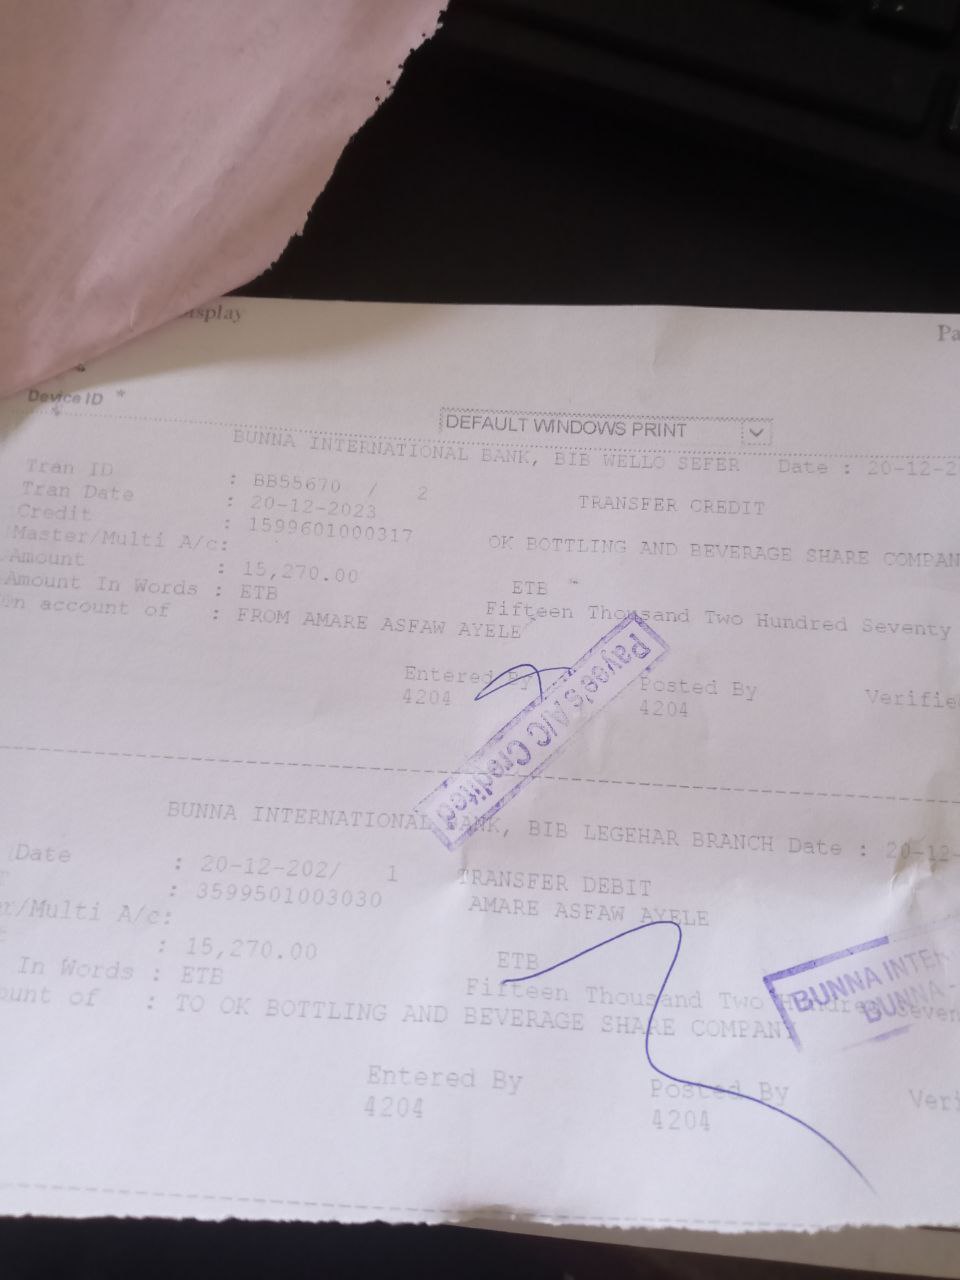 isplay
Pa
Device ID *
DEFAULT WINDOWS PRINT
BUNNA INTERNATIONAL BANK, BIB WELLO SEFER Date : 20-12-2
Tran ID : BB55670 / 2
Tran Date : 20-12-2023 TRANSFER CREDIT
Credit : 1599601000317
Master/Multi A/c: OK BOTTLING AND BEVERAGE SHARE COMPAN
Amount : 15,270.00 ETB
Amount In Words : ETB Fifteen Thousand Two Hundred Seventy
On account of : FROM AMARE ASFAW AYELE
Entered By Posted By Verifie
4204 4204
Payee's A/C Credited
BUNNA INTERNATIONAL BANK, BIB LEGEHAR BRANCH Date : 20-12-
Date : 20-12-202/ 1 TRANSFER DEBIT
: 3599501003030 AMARE ASFAW AYELE
er/Multi A/c:
: 15,270.00 ETB
In Words : ETB Fifteen Thousand Two Hundred Seven
ount of : TO OK BOTTLING AND BEVERAGE SHARE COMPANY
BUNNA INTER
BUNNA -
Entered By Posted By Veri
4204 4204